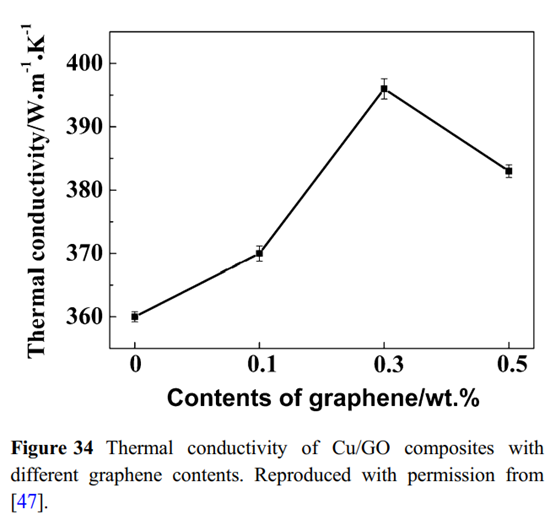 Thermal conductivity/W.m-1.K-1
400
390
380
370
360
0 0.1 0.3 0.5
Contents of graphene/wt.%
Figure 34 Thermal conductivity of Cu/GO composites with
different graphene contents. Reproduced with permission from
[47].